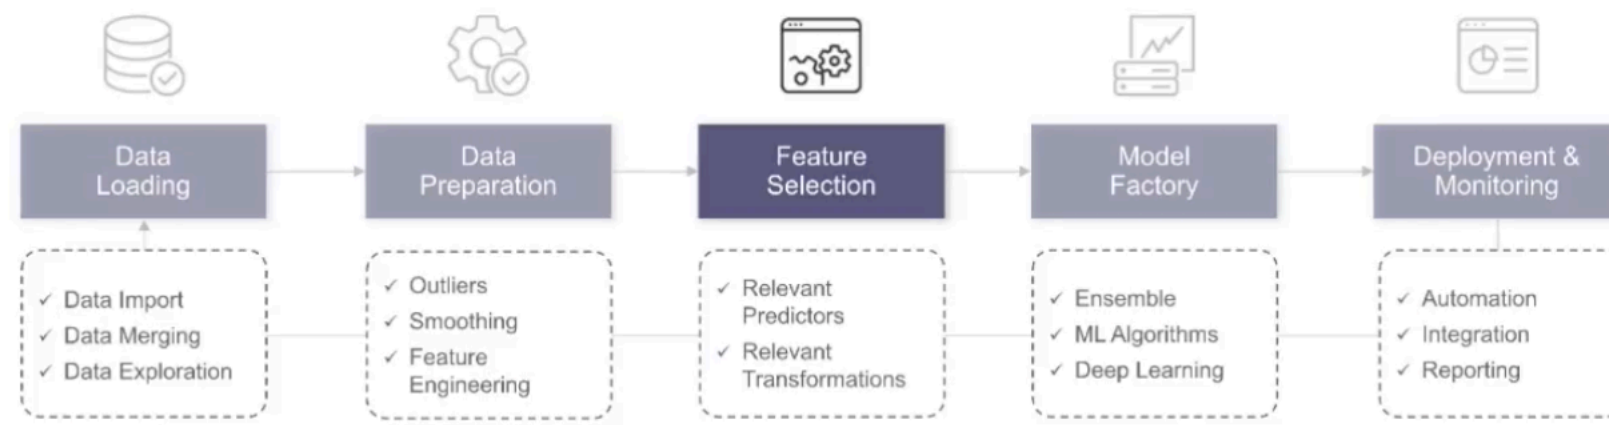 Data
Loading
Data
Preparation
Feature
Selection
Model
Factory
Deployment &
Monitoring
✓ Data Import
✓ Data Merging
✓ Data Exploration
✓ Outliers
✓ Smoothing
✓ Feature
Engineering
✓ Relevant
Predictors
✓ Relevant
Transformations
✓ Ensemble
✓ ML Algorithms
✓ Deep Learning
✓ Automation
✓ Integration
✓ Reporting